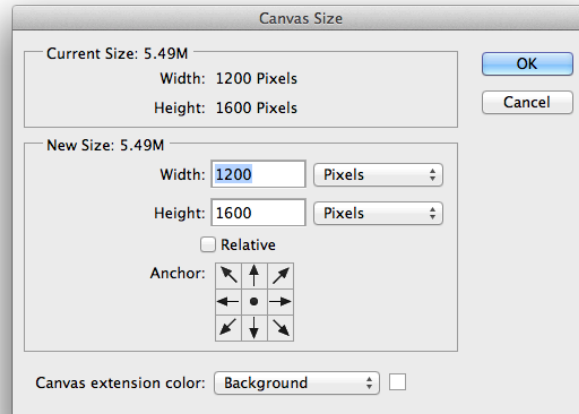 Canvas Size
Current Size: 5.49M
Width: 1200 Pixels
Height: 1600 Pixels
OK
Cancel
New Size: 5.49M
Width: 1200 Pixels
Height: 1600 Pixels
Relative
Anchor:
Canvas extension color: Background